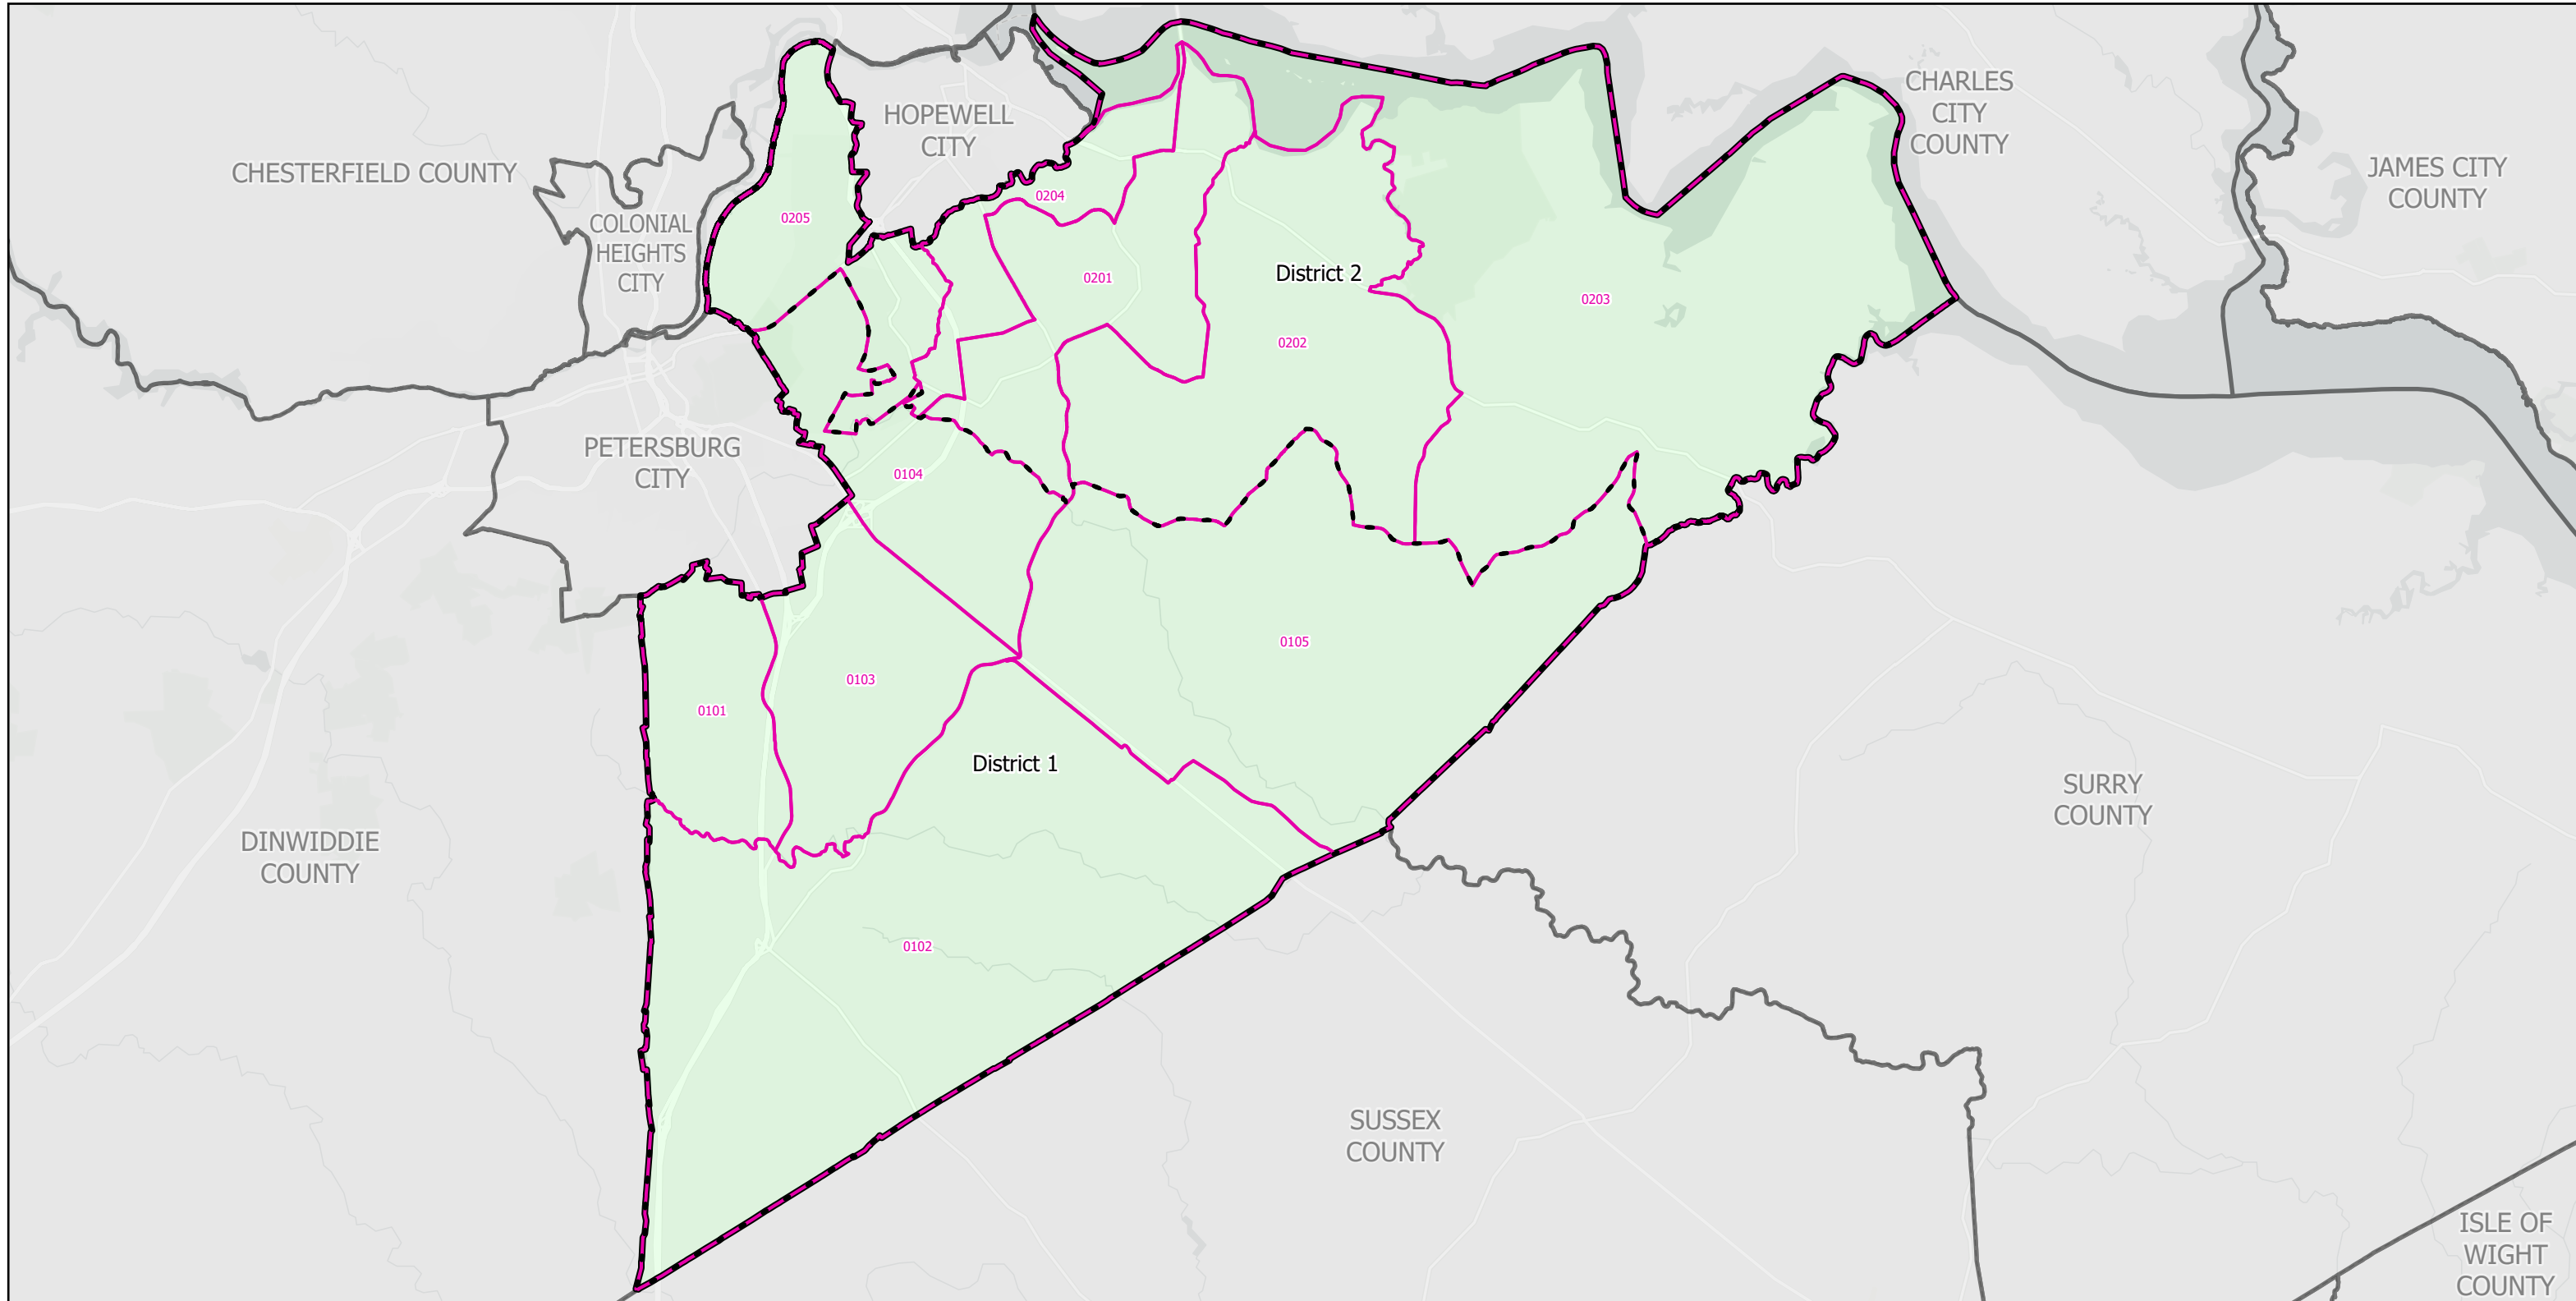 CHARLES
CITY
COUNTY
HOPEWELL
CITY
CHESTERFIELD COUNTY
JAMES CITY
COUNTY
0204
0205
COLONIAL
HEIGHTS
CITY
0201
District 2
0203
0202
PETERSBURG
CITY
0104
0105
0103
0101
District 1
SURRY
COUNTY
DINWIDDIE
COUNTY
0102
SUSSEX
COUNTY
ISLE OF
WIGHT
COUNTY